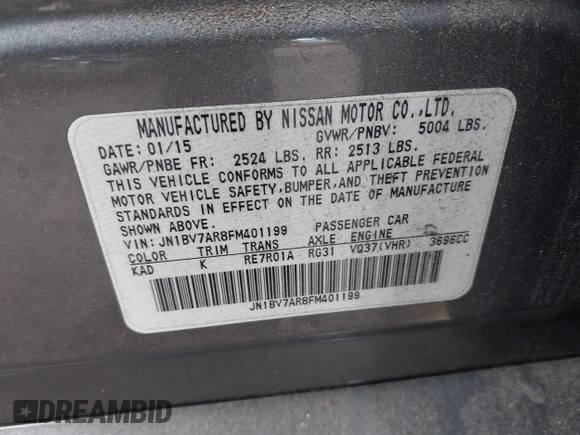 MANUFACTURED BY NISSAN MOTOR CO.,LTD.
DATE: 01/15 GVWR/PNBV: 5004 LBS.
GAWR/PNBE FR: 2524 LBS. RR: 2513 LBS.
THIS VEHICLE CONFORMS TO ALL APPLICABLE FEDERAL
MOTOR VEHICLE SAFETY,BUMPER,AND THEFT PREVENTION
STANDARDS IN EFFECT ON THE DATE OF MANUFACTURE
SHOWN ABOVE.
VIN: JN1BV7AR8FM401199 PASSENGER CAR
COLOR TRIM TRANS AXLE ENGINE
KAD K RE7R01A RG31 VQ37(VHR) 3696CC
JN1BV7AR8FM401199
DREAMBID